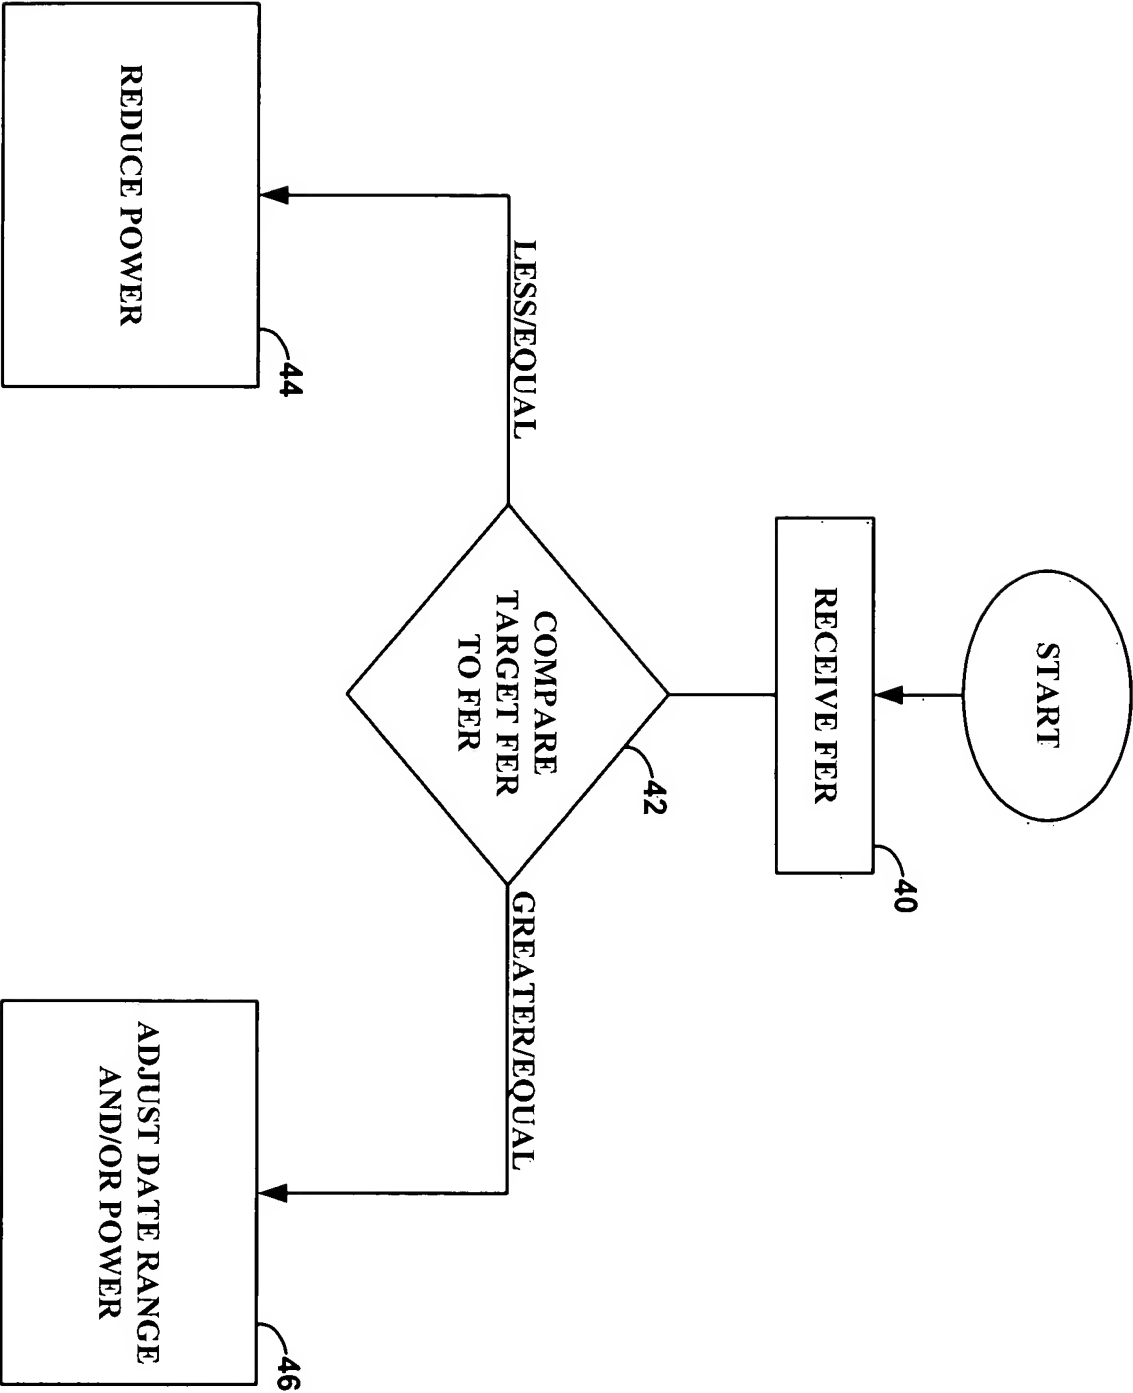 START
RECEIVE FER
40
COMPARE
TARGET FER
TO FER
42
LESS/EQUAL
GREATER/EQUAL
REDUCE POWER
44
ADJUST DATE RANGE
AND/OR POWER
46